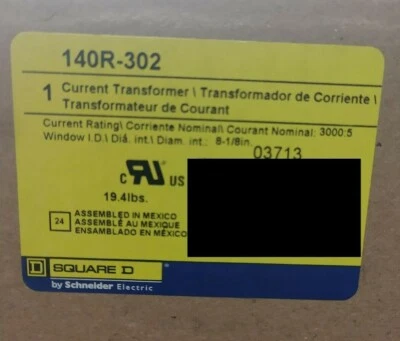 140R-302
1 Current Transformer \ Transformador de Corriente \
Transformateur de Courant
Current Rating\ Corriente Nominal\ Courant Nominal: 3000:5
Window I.D.\ Diá. int.\ Diam. int.: 8-1/8in.
03713
c RU US
19.4lbs.
24
ASSEMBLED IN MEXICO
ASSEMBLÉ AU MEXIQUE
ENSAMBLADO EN MÉXICO
SQUARE D
by Schneider Electric